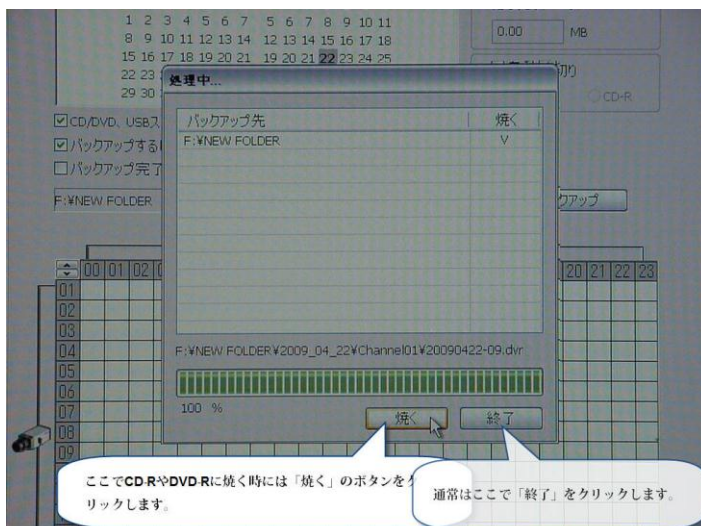 1 2 3 4 5 6 7 5 6 7 8 9 10 11
8 9 10 11 12 13 14 12 13 14 15 16 17 18
15 16 17 18 19 20 21 19 20 21 22 23 24 25
22 23
29 30
0.00 MB
CD-R
処理中...
バックアップ先 焼く
F:¥NEW FOLDER V
CD/DVD、USBス
バックアップする
バックアップ完了
F:¥NEW FOLDER
クアップ
00 01 02 20 21 22 23
01
02
03
04
05
06
07
08
09
F:¥NEW FOLDER¥2009_04_22¥Channel01¥20090422-09.dvr
100 %
焼く 終了
ここでCD-RやDVD-Rに焼く時には「焼く」のボタンをク
リックします。
通常はここで「終了」をクリックします。